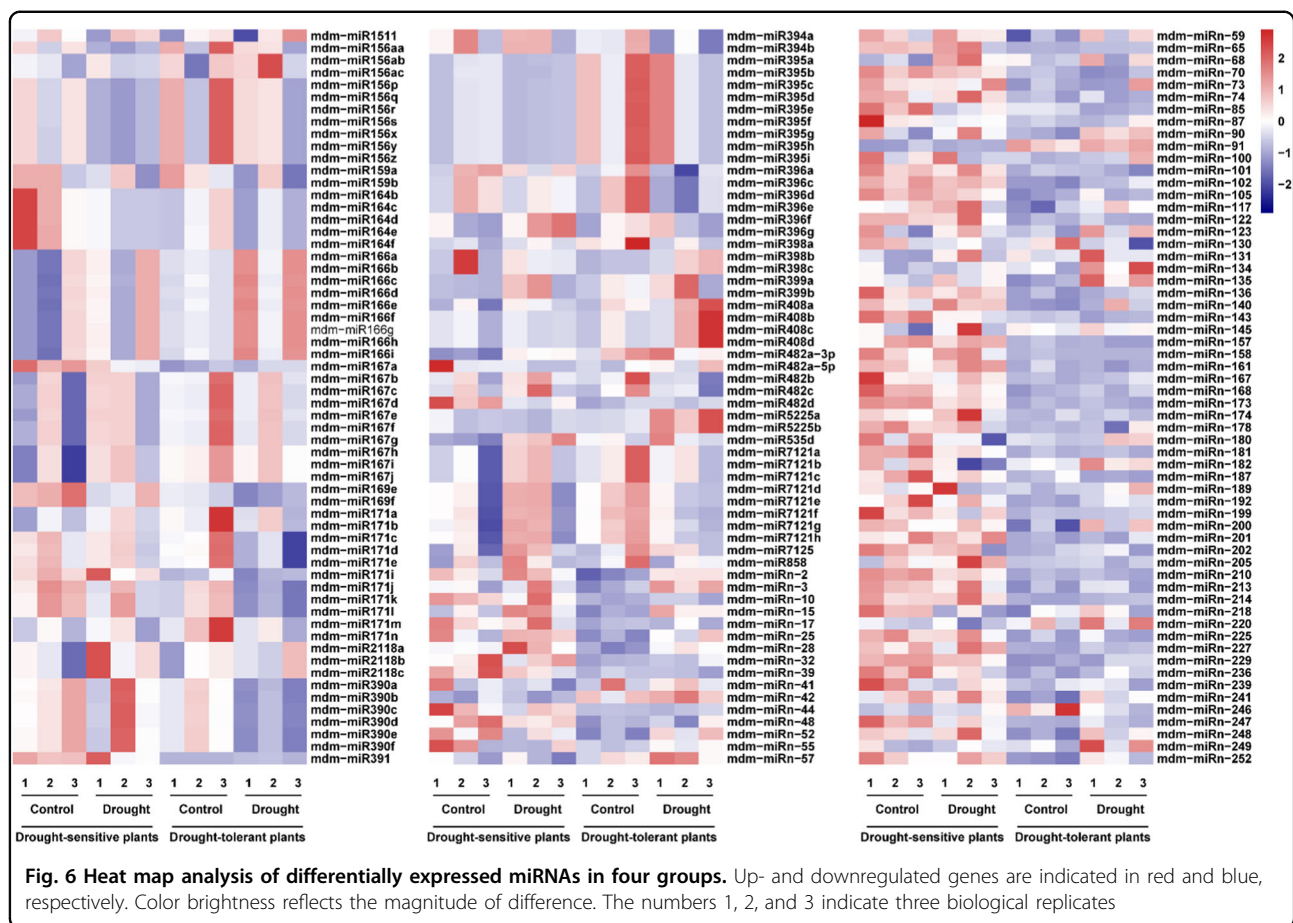 mdm-miR1511
mdm-miR156aa
mdm-miR156ab
mdm-miR156ac
mdm-miR156p
mdm-miR156q
mdm-miR156r
mdm-miR156s
mdm-miR156x
mdm-miR156y
mdm-miR156z
mdm-miR159a
mdm-miR159b
mdm-miR164b
mdm-miR164c
mdm-miR164d
mdm-miR164e
mdm-miR164f
mdm-miR166a
mdm-miR166b
mdm-miR166c
mdm-miR166d
mdm-miR166e
mdm-miR166f
mdm-miR166g
mdm-miR166h
mdm-miR166i
mdm-miR167a
mdm-miR167b
mdm-miR167c
mdm-miR167d
mdm-miR167e
mdm-miR167f
mdm-miR167g
mdm-miR167h
mdm-miR167i
mdm-miR167j
mdm-miR169e
mdm-miR169f
mdm-miR171a
mdm-miR171b
mdm-miR171c
mdm-miR171d
mdm-miR171e
mdm-miR171i
mdm-miR171j
mdm-miR171k
mdm-miR171l
mdm-miR171m
mdm-miR171n
mdm-miR2118a
mdm-miR2118b
mdm-miR2118c
mdm-miR390a
mdm-miR390b
mdm-miR390c
mdm-miR390d
mdm-miR390e
mdm-miR390f
mdm-miR391
1 2 3 1 2 3 1 2 3 1 2 3
Control Drought Control Drought
Drought-sensitive plants Drought-tolerant plants
mdm-miR394a
mdm-miR394b
mdm-miR395a
mdm-miR395b
mdm-miR395c
mdm-miR395d
mdm-miR395e
mdm-miR395f
mdm-miR395g
mdm-miR395h
mdm-miR395i
mdm-miR396a
mdm-miR396c
mdm-miR396d
mdm-miR396e
mdm-miR396f
mdm-miR396g
mdm-miR398a
mdm-miR398b
mdm-miR398c
mdm-miR399a
mdm-miR399b
mdm-miR408a
mdm-miR408b
mdm-miR408c
mdm-miR408d
mdm-miR482a-3p
mdm-miR482a-5p
mdm-miR482b
mdm-miR482c
mdm-miR482d
mdm-miR5225a
mdm-miR5225b
mdm-miR535d
mdm-miR7121a
mdm-miR7121b
mdm-miR7121c
mdm-miR7121d
mdm-miR7121e
mdm-miR7121f
mdm-miR7121g
mdm-miR7121h
mdm-miR7125
mdm-miR858
mdm-miRn-2
mdm-miRn-3
mdm-miRn-10
mdm-miRn-15
mdm-miRn-17
mdm-miRn-25
mdm-miRn-28
mdm-miRn-32
mdm-miRn-39
mdm-miRn-41
mdm-miRn-42
mdm-miRn-44
mdm-miRn-48
mdm-miRn-52
mdm-miRn-55
mdm-miRn-57
1 2 3 1 2 3 1 2 3 1 2 3
Control Drought Control Drought
Drought-sensitive plants Drought-tolerant plants
mdm-miRn-59
mdm-miRn-65
mdm-miRn-68
mdm-miRn-70
mdm-miRn-73
mdm-miRn-74
mdm-miRn-85
mdm-miRn-87
mdm-miRn-90
mdm-miRn-91
mdm-miRn-100
mdm-miRn-101
mdm-miRn-102
mdm-miRn-105
mdm-miRn-117
mdm-miRn-122
mdm-miRn-123
mdm-miRn-130
mdm-miRn-131
mdm-miRn-134
mdm-miRn-135
mdm-miRn-136
mdm-miRn-140
mdm-miRn-143
mdm-miRn-145
mdm-miRn-157
mdm-miRn-158
mdm-miRn-161
mdm-miRn-167
mdm-miRn-168
mdm-miRn-173
mdm-miRn-174
mdm-miRn-178
mdm-miRn-180
mdm-miRn-181
mdm-miRn-182
mdm-miRn-187
mdm-miRn-189
mdm-miRn-192
mdm-miRn-199
mdm-miRn-200
mdm-miRn-201
mdm-miRn-202
mdm-miRn-205
mdm-miRn-210
mdm-miRn-213
mdm-miRn-214
mdm-miRn-218
mdm-miRn-220
mdm-miRn-225
mdm-miRn-227
mdm-miRn-229
mdm-miRn-236
mdm-miRn-239
mdm-miRn-241
mdm-miRn-246
mdm-miRn-247
mdm-miRn-248
mdm-miRn-249
mdm-miRn-252
1 2 3 1 2 3 1 2 3 1 2 3
Control Drought Control Drought
Drought-sensitive plants Drought-tolerant plants
2
1
0
-1
-2
Fig. 6 Heat map analysis of differentially expressed miRNAs in four groups. Up- and downregulated genes are indicated in red and blue,
respectively. Color brightness reflects the magnitude of difference. The numbers 1, 2, and 3 indicate three biological replicates